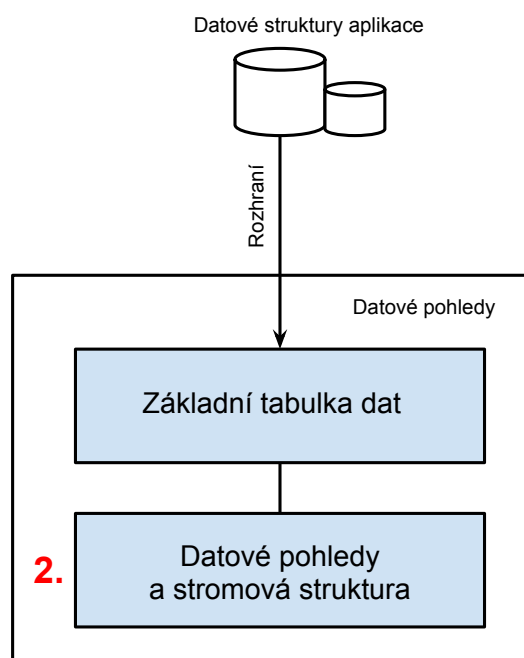 Datové struktury aplikace
Rozhraní
Datové pohledy
Základní tabulka dat
2.
Datové pohledy
a stromová struktura